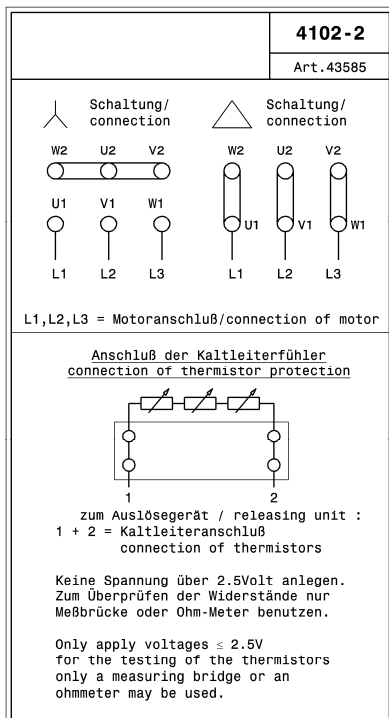 4102-2
Art.43585
Schaltung/ Schaltung/
connection connection
W2 U2 V2 W2 U2 V2
U1 V1 W1 U1 V1 W1
L1 L2 L3 L1 L2 L3
L1,L2,L3 = Motoranschluß/connection of motor
Anschluß der Kaltleiterfühler
connection of thermistor protection
1 2
zum Auslösegerät / releasing unit :
1 + 2 = Kaltleiteranschluß
connection of thermistors
Keine Spannung über 2.5Volt anlegen.
Zum Überprüfen der Widerstände nur
Meßbrücke oder Ohm-Meter benutzen.
Only apply voltages ≤ 2.5V
for the testing of the thermistors
only a measuring bridge or an
ohmmeter may be used.